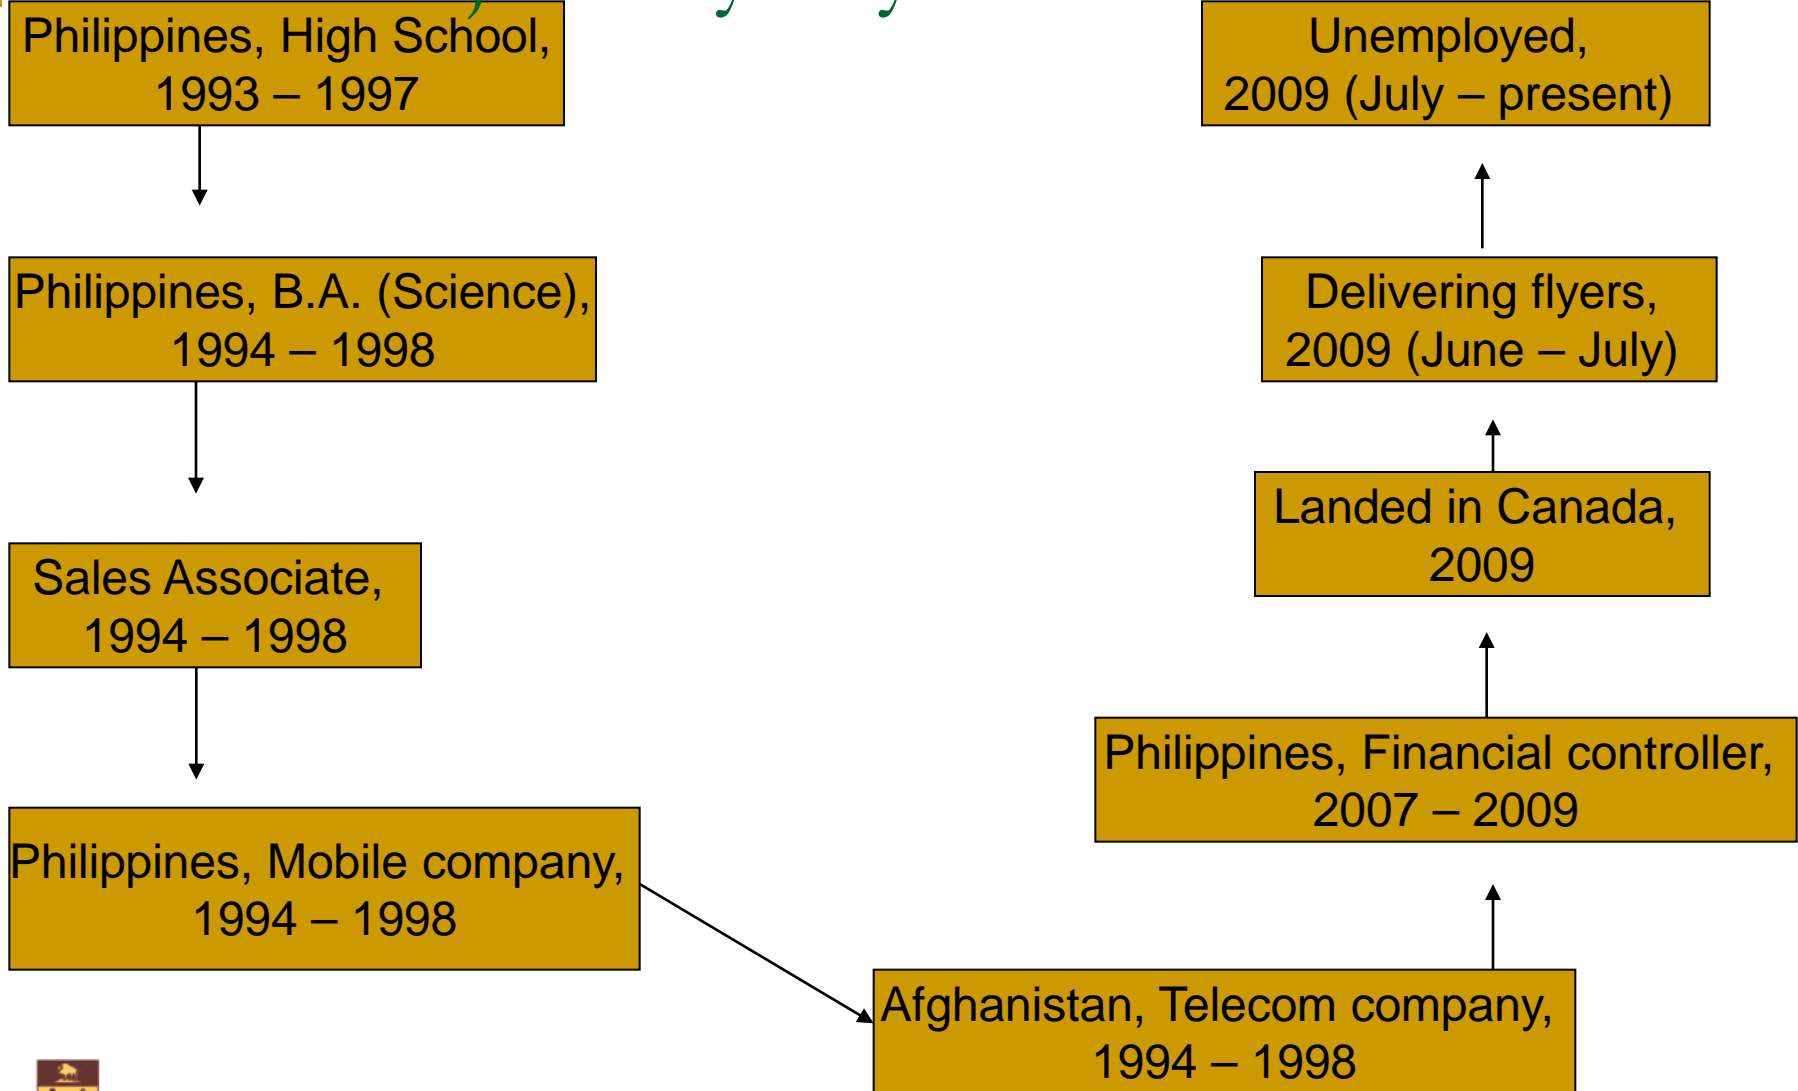 Philippines, High School,
1993 – 1997
Philippines, B.A. (Science),
1994 – 1998
Sales Associate,
1994 – 1998
Philippines, Mobile company,
1994 – 1998
Afghanistan, Telecom company,
1994 – 1998
Philippines, Financial controller,
2007 – 2009
Landed in Canada,
2009
Delivering flyers,
2009 (June – July)
Unemployed,
2009 (July – present)